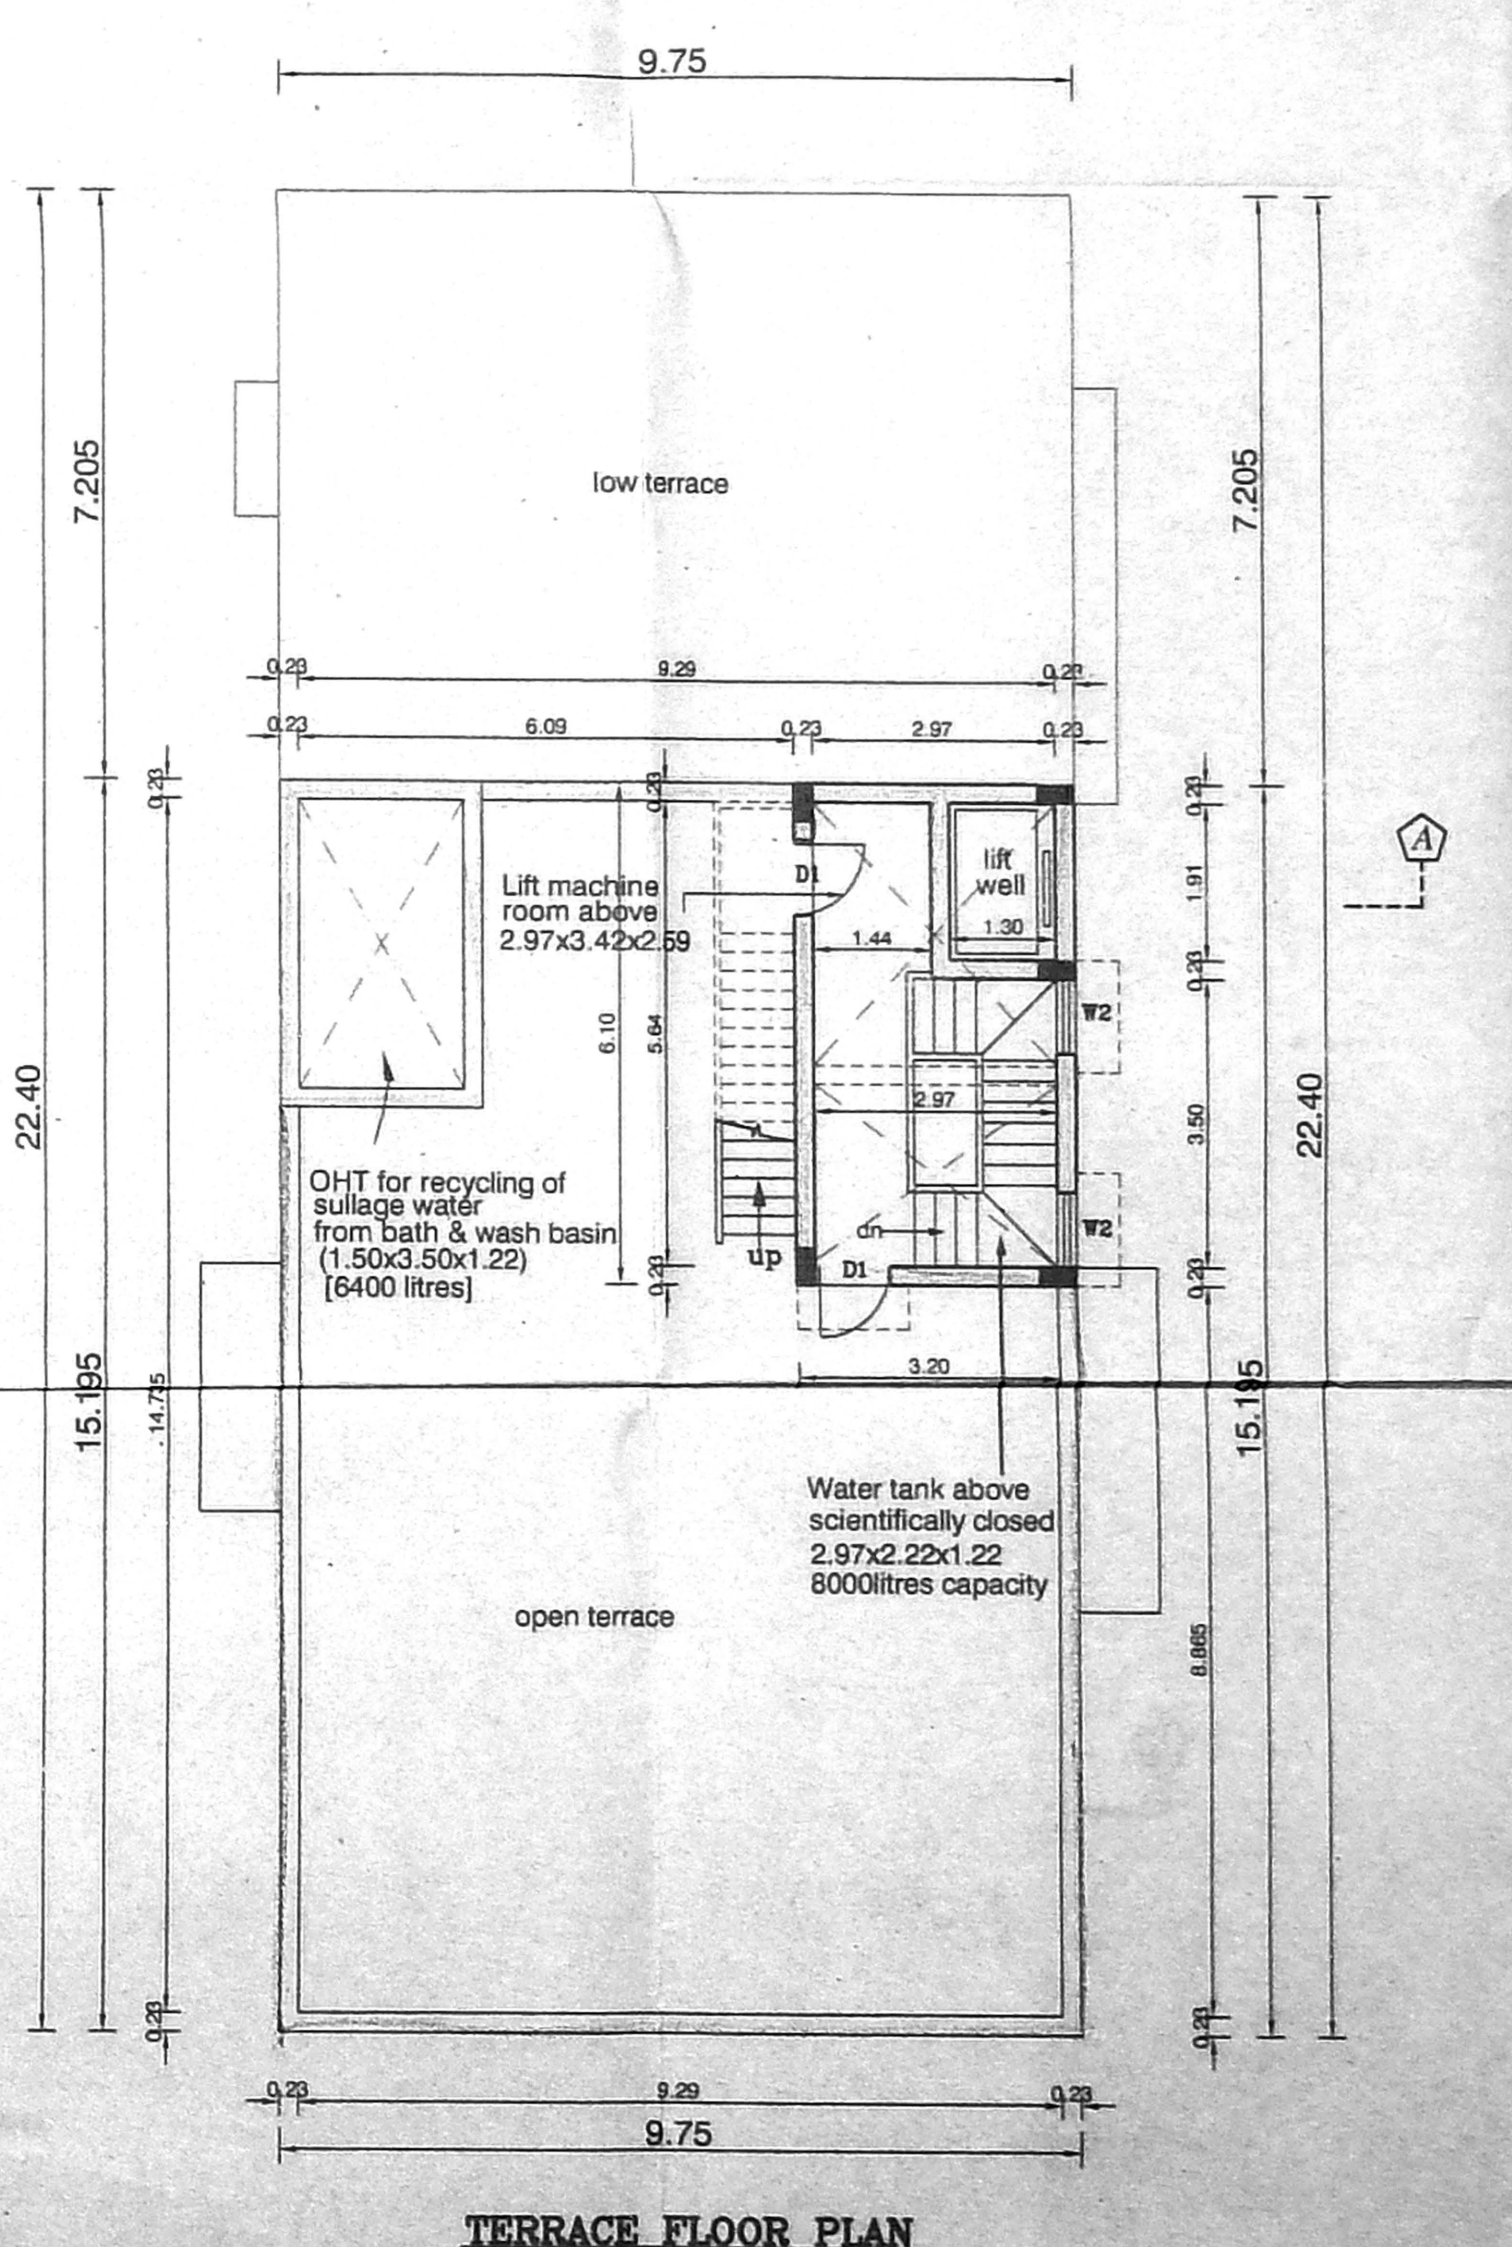 9.75
7.205
7.205
low terrace
0.23
9.29
0.23
0.23
6.09
0.23
2.97
0.23
0.23
0.23
0.23
A
D1
lift
well
1.91
Lift machine
room above
2.97x3.42x2.59
1.44
1.30
0.23
W2
6.10
5.64
22.40
22.40
2.97
3.50
OHT for recycling of
sullage water
from bath & wash basin
(1.50x3.50x1.22)
[6400 litres]
dn
W2
up
D1
0.23
0.23
3.20
15.195
14.735
15.195
Water tank above
scientifically closed
2.97x2.22x1.22
8000litres capacity
open terrace
8.865
0.23
0.23
0.23
9.29
0.23
9.75
TERRACE FLOOR PLAN